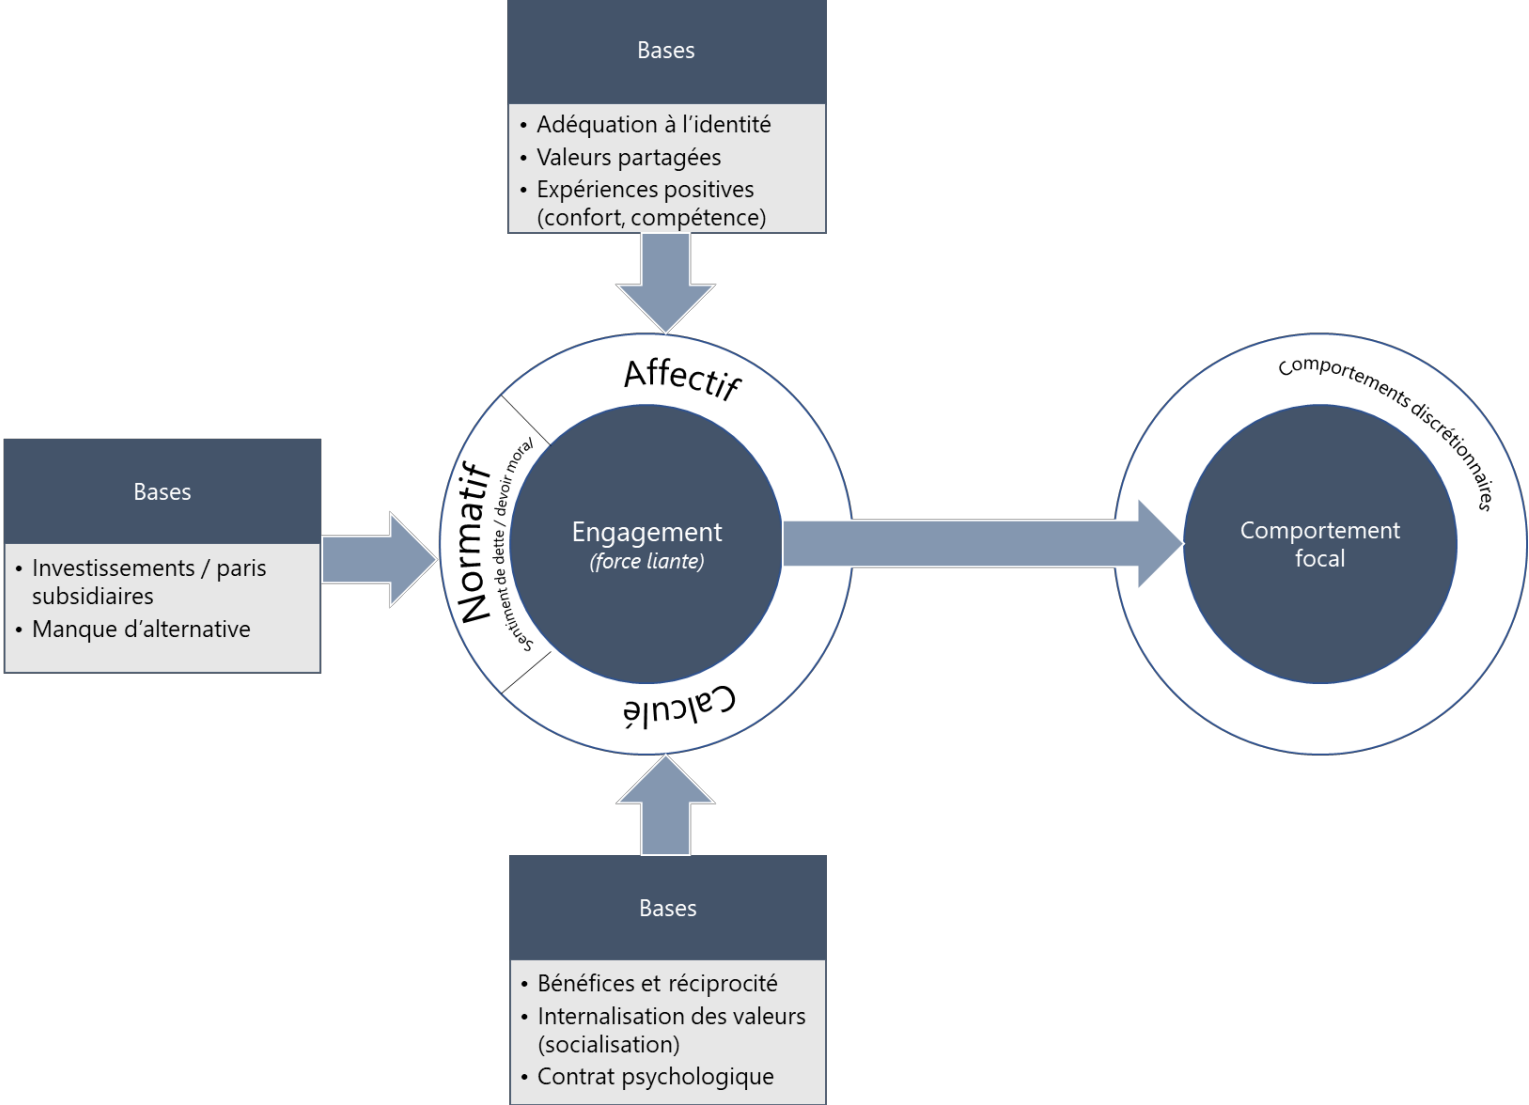 Bases
• Adéquation à l’identité
• Valeurs partagées
• Expériences positives
(confort, compétence)
Affectif
Comportements discrétionnaires
Bases
• Investissements / paris
subsidiaires
• Manque d’alternative
Normatif
Sentiment de dette / devoir moral
Engagement
(force liante)
Comportement
focal
Calculé
Bases
• Bénéfices et réciprocité
• Internalisation des valeurs
(socialisation)
• Contrat psychologique